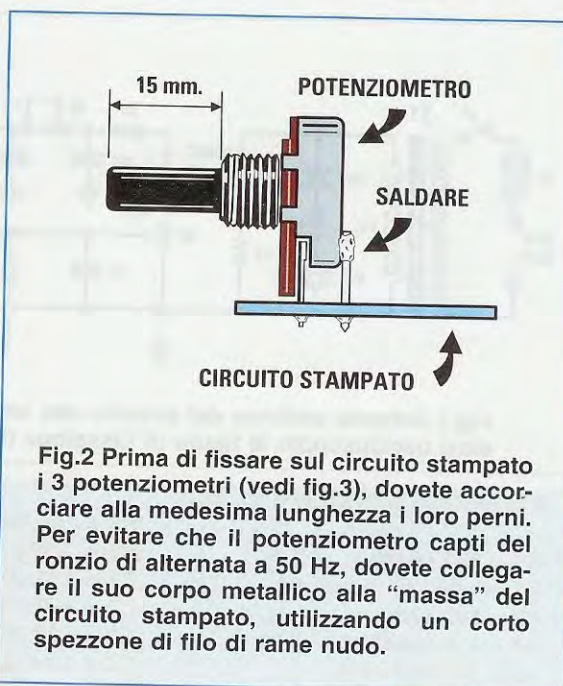 15 mm.
POTENZIOMETRO
SALDARE
CIRCUITO STAMPATO
Fig.2 Prima di fissare sul circuito stampato
i 3 potenziometri (vedi fig.3), dovete accor-
ciare alla medesima lunghezza i loro perni.
Per evitare che il potenziometro capti del
ronzio di alternata a 50 Hz, dovete collega-
re il suo corpo metallico alla “massa” del
circuito stampato, utilizzando un corto
spezzone di filo di rame nudo.